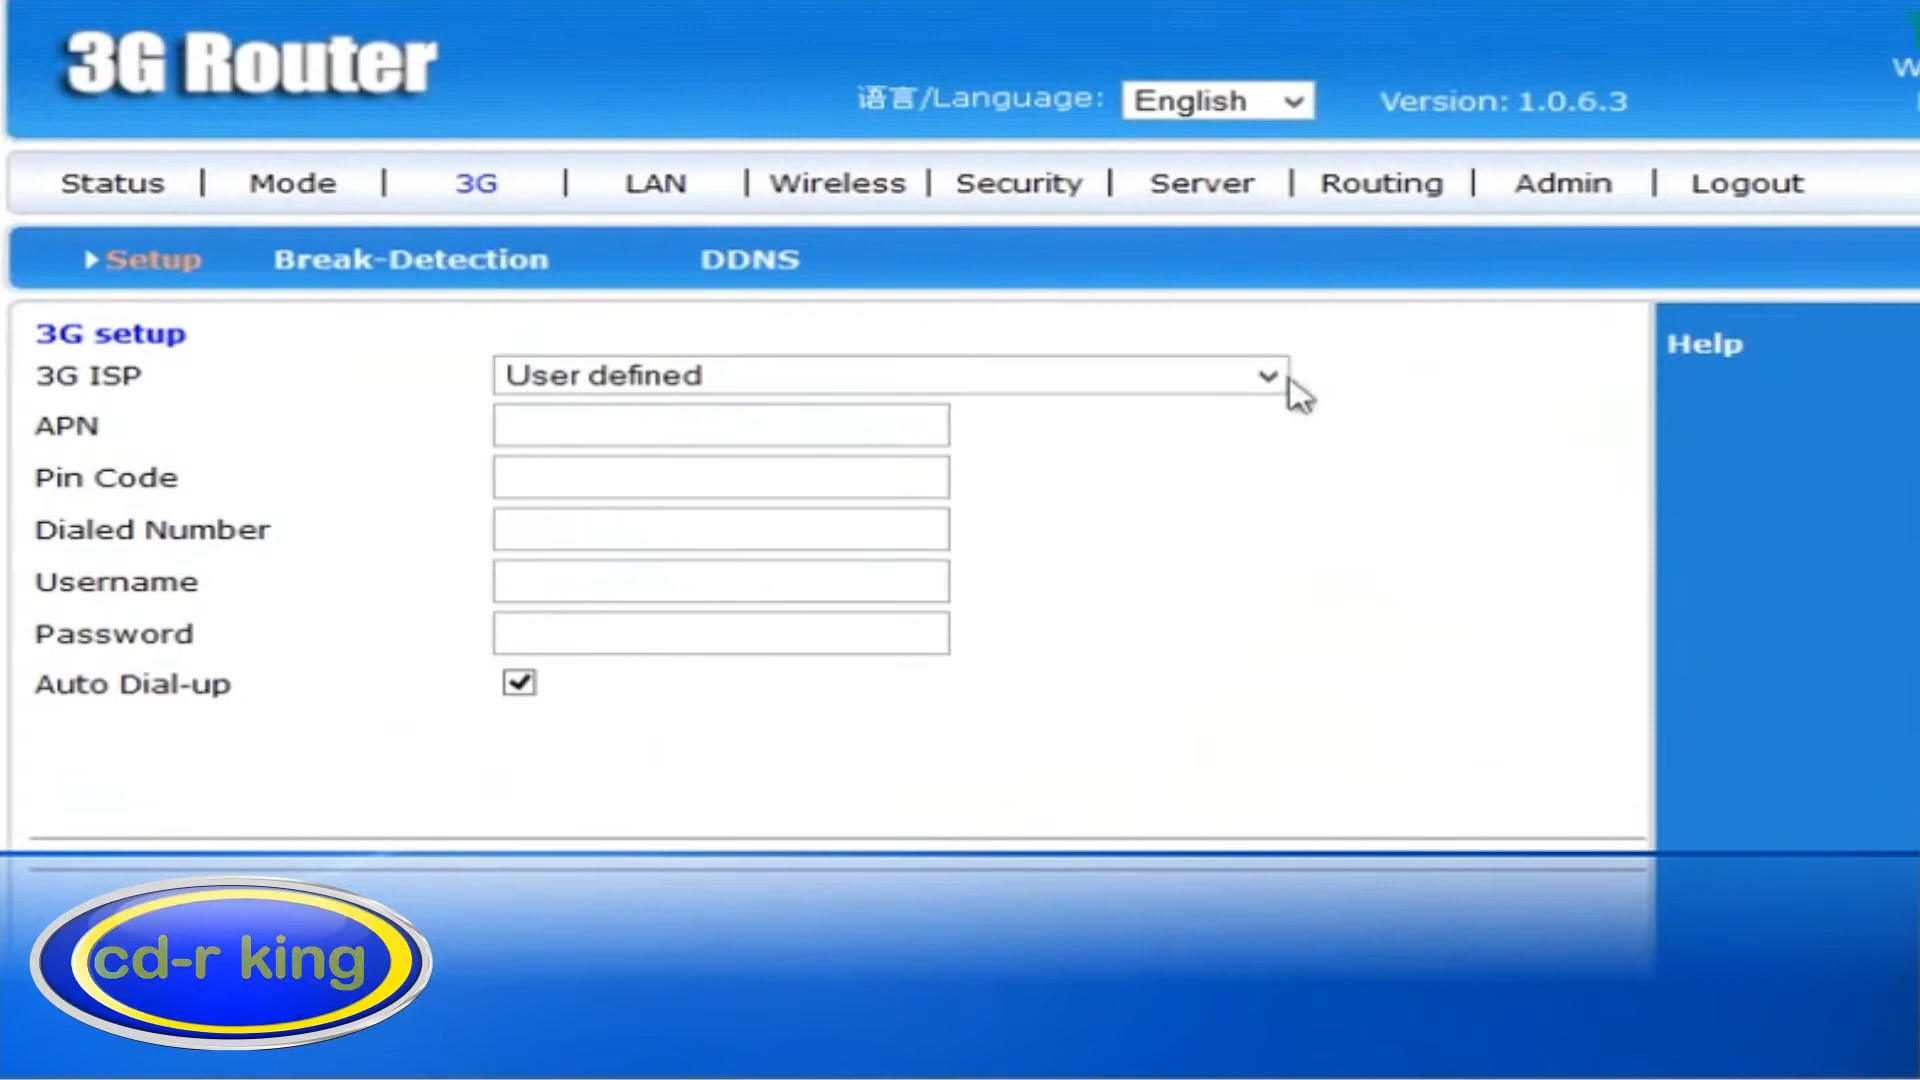 3G Router
语言/Language: English Version: 1.0.6.3
Status | Mode | 3G | LAN | Wireless | Security | Server | Routing | Admin | Logout
Setup Break-Detection DDNS
3G setup
Help
3G ISP User defined
APN
Pin Code
Dialed Number
Username
Password
Auto Dial-up
cd-r king